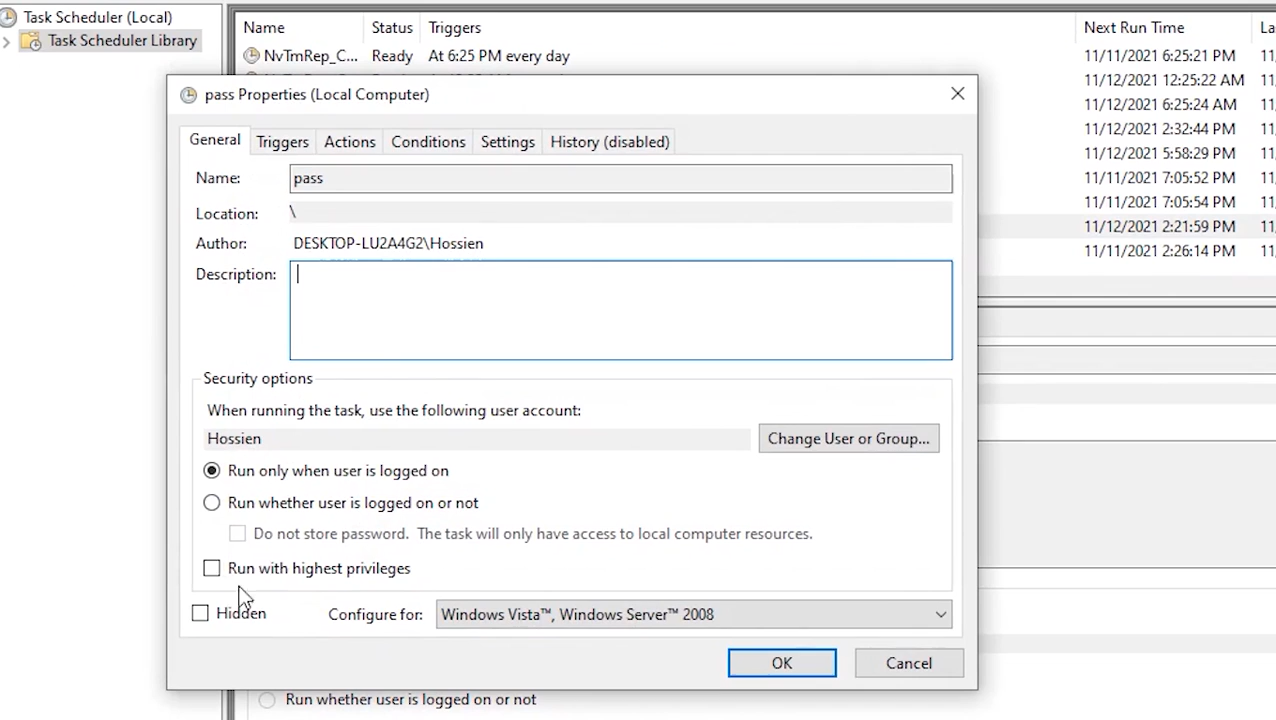 Task Scheduler (Local)
Task Scheduler Library
Name Status Triggers Next Run Time
NvTmRep_C... Ready At 6:25 PM every day 11/11/2021 6:25:21 PM
11/12/2021 12:25:22 AM
11/12/2021 6:25:24 AM
11/12/2021 2:32:44 PM
11/12/2021 5:58:29 PM
11/11/2021 7:05:52 PM
11/11/2021 7:05:54 PM
11/12/2021 2:21:59 PM
11/11/2021 2:26:14 PM
pass Properties (Local Computer)
General Triggers Actions Conditions Settings History (disabled)
Name: pass
Location: \
Author: DESKTOP-LU2A4G2\Hossien
Description:
Security options
When running the task, use the following user account:
Hossien Change User or Group...
Run only when user is logged on
Run whether user is logged on or not
Do not store password. The task will only have access to local computer resources.
Run with highest privileges
Hidden Configure for: Windows Vista™, Windows Server™ 2008
OK Cancel
Run whether user is logged on or not